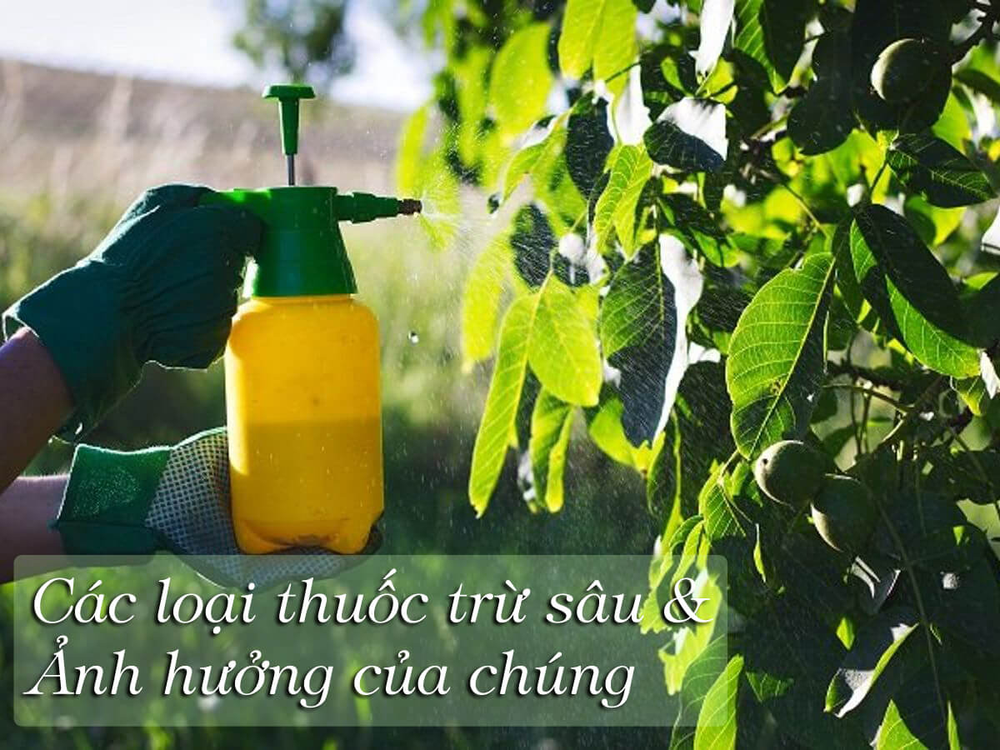 Các loại thuốc trừ sâu &
Ảnh hưởng của chúng